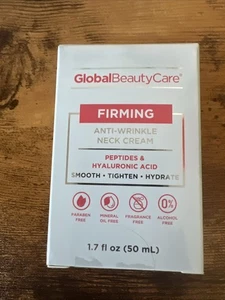 GlobalBeautyCare
FIRMING
ANTI-WRINKLE
NECK CREAM
PEPTIDES &
HYALURONIC ACID
SMOOTH • TIGHTEN • HYDRATE
PARABEN FREE
MINERAL OIL FREE
FRAGRANCE FREE
0%
ALCOHOL FREE
1.7 fl oz (50 mL)